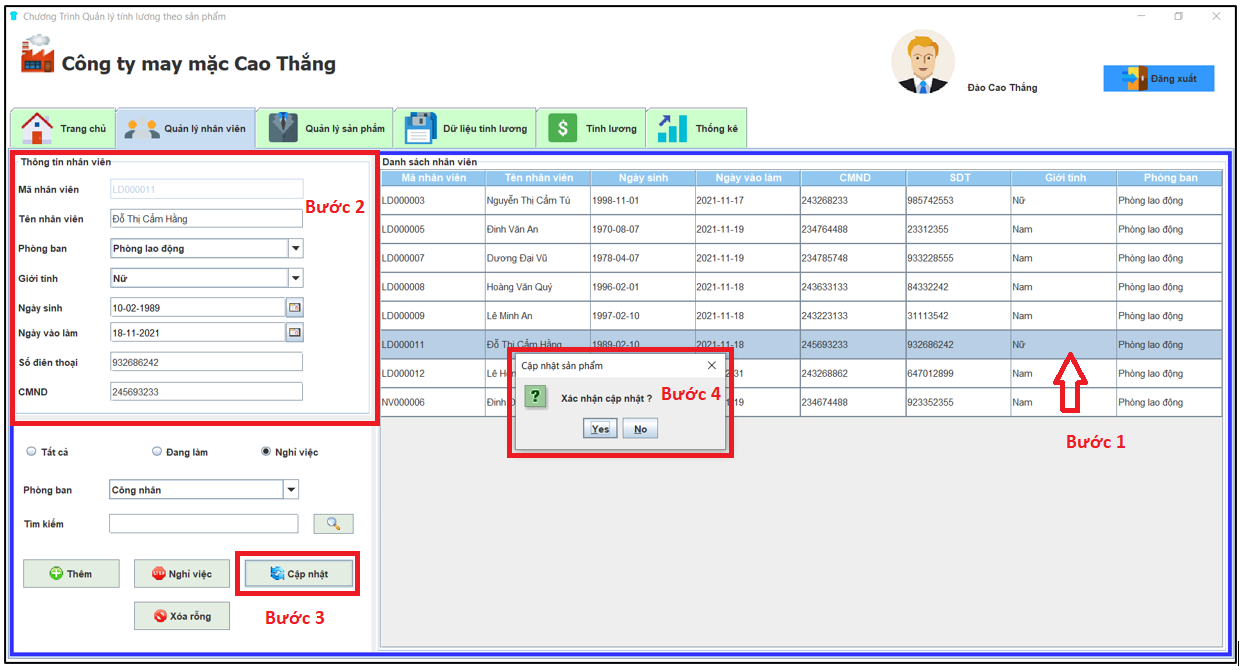 Chương Trình Quản lý tính lương theo sản phẩm
Công ty may mặc Cao Thắng
Đào Cao Thắng
Đăng xuất
Trang chủ Quản lý nhân viên Quản lý sản phẩm Dữ liệu tính lương Tính lương Thống kê
Thông tin nhân viên
Mã nhân viên LD000011
Bước 2
Tên nhân viên Đỗ Thị Cẩm Hằng
Phòng ban Phòng lao động
Giới tính Nữ
Ngày sinh 10-02-1989
Ngày vào làm 18-11-2021
Số điên thoại 932686242
CMND 245693233
Tất cả Đang làm Nghỉ việc
Phòng ban Công nhân
Tìm kiếm
Thêm Nghỉ việc Cập nhật
Xóa rỗng Bước 3
Danh sách nhân viên
Mã nhân viên Tên nhân viên Ngày sinh Ngày vào làm CMND SDT Giới tính Phòng ban
LD000003 Nguyễn Thị Cẩm Tú 1998-11-01 2021-11-17 243268233 985742553 Nữ Phòng lao động
LD000005 Đinh Văn An 1970-08-07 2021-11-19 234764488 23312355 Nam Phòng lao động
LD000007 Dương Đại Vũ 1978-04-07 2021-11-19 234785748 933228555 Nam Phòng lao động
LD000008 Hoàng Văn Quý 1996-02-01 2021-11-18 243633133 84332242 Nam Phòng lao động
LD000009 Lê Minh An 1997-02-10 2021-11-18 243223133 31113542 Nam Phòng lao động
LD000011 Đỗ Thị Cẩm Hằng 1989-02-10 2021-11-18 245693233 932686242 Nữ Phòng lao động
LD000012 Lê 31 243268862 647012899 Nam Phòng lao động
NV000006 Đinh 19 234674488 923352355 Nam Phòng lao động
Cập nhật sản phẩm
Xác nhận cập nhật ? Bước 4
Yes No
Bước 1